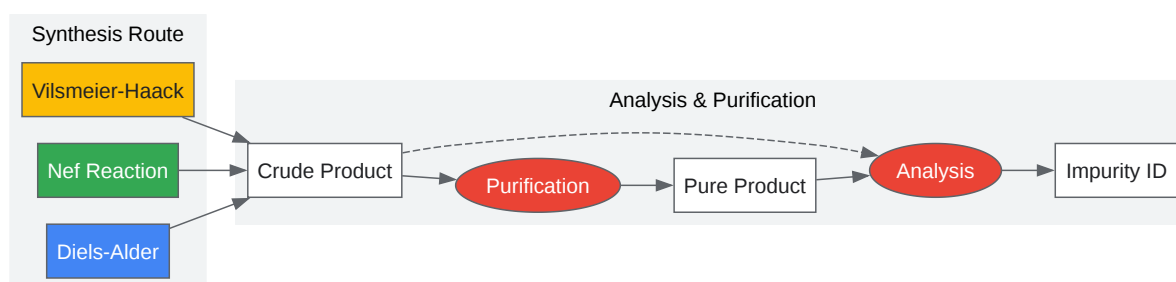 Synthesis Route
Vilsmeier-Haack
Nef Reaction
Diels-Alder
Analysis & Purification
Crude Product
Purification
Pure Product
Analysis
Impurity ID